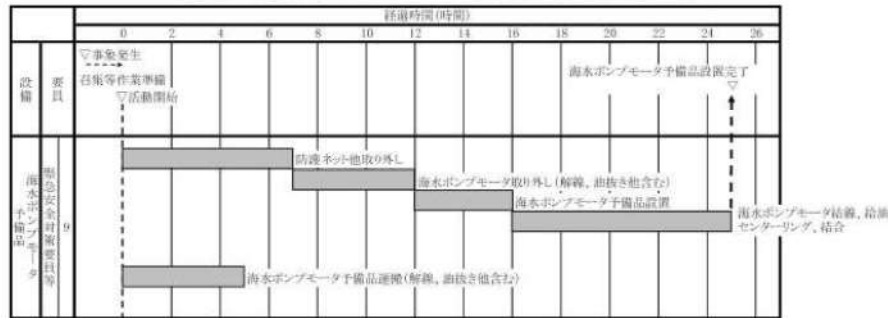 経過時間(時間)
0 2 4 6 8 10 12 14 16 18 20 22 24 26
設備
要員
▽事象発生
召集等作業準備
▽活動開始
海水ポンプモータ予備品設置完了
▽
海水ポンプモータ予備品
緊急安全対策要員等
9
防護ネット他取り外し
海水ポンプモータ取り外し(解線、油抜き他含む)
海水ポンプモータ予備品設置
海水ポンプモータ結線、給油
センターリング、結合
海水ポンプモータ予備品運搬(解線、油抜き他含む)